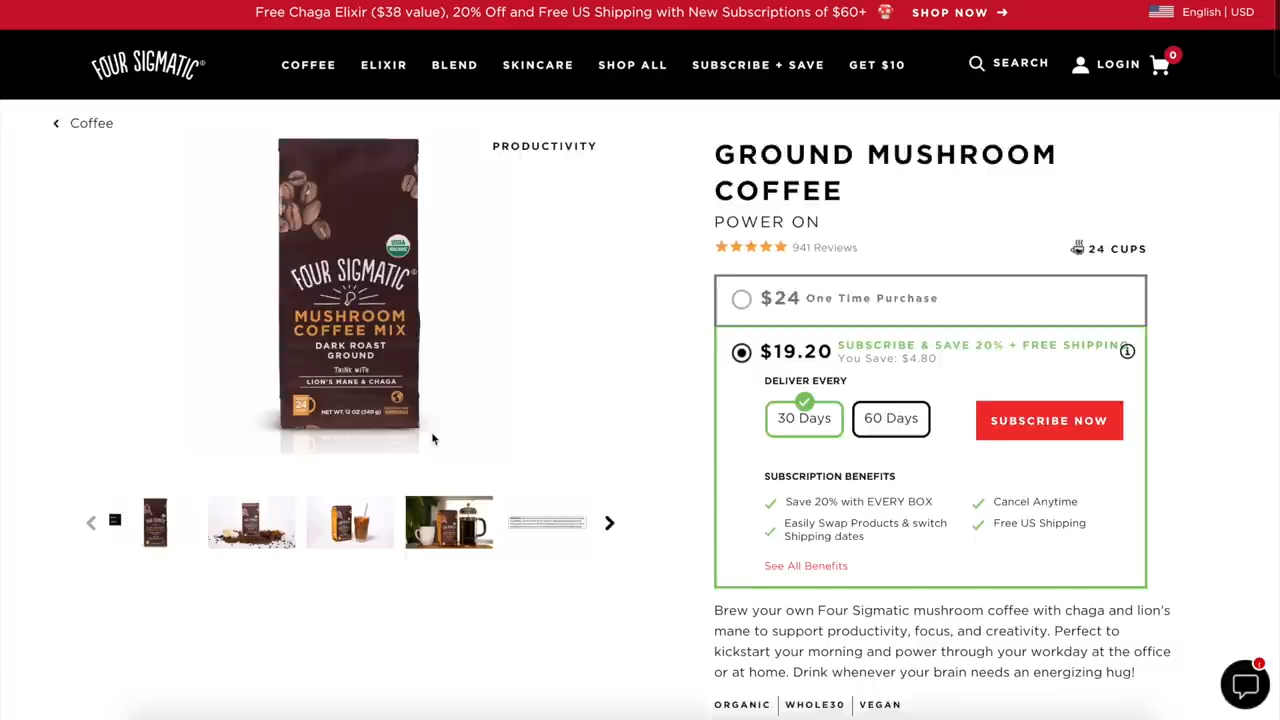 Free Chaga Elixir ($38 value), 20% Off and Free US Shipping with New Subscriptions of $60+ SHOP NOW →
English | USD
FOUR SIGMATIC®
COFFEE ELIXIR BLEND SKINCARE SHOP ALL SUBSCRIBE + SAVE GET $10
SEARCH
LOGIN
0
Coffee
PRODUCTIVITY
USDA
ORGANIC
FOUR SIGMATIC®
MUSHROOM
COFFEE MIX
DARK ROAST
GROUND
THINK WITH
LION'S MANE & CHAGA
24
NET WT. 12 OZ (340g)
GROUND MUSHROOM
COFFEE
POWER ON
941 Reviews
24 CUPS
$24 One Time Purchase
$19.20 SUBSCRIBE & SAVE 20% + FREE SHIPPING
You Save: $4.80
DELIVER EVERY
30 Days 60 Days
SUBSCRIBE NOW
SUBSCRIPTION BENEFITS
Save 20% with EVERY BOX
Cancel Anytime
Easily Swap Products & switch
Shipping dates
Free US Shipping
See All Benefits
Brew your own Four Sigmatic mushroom coffee with chaga and lion's
mane to support productivity, focus, and creativity. Perfect to
kickstart your morning and power through your workday at the office
or at home. Drink whenever your brain needs an energizing hug!
ORGANIC | WHOLE30 | VEGAN